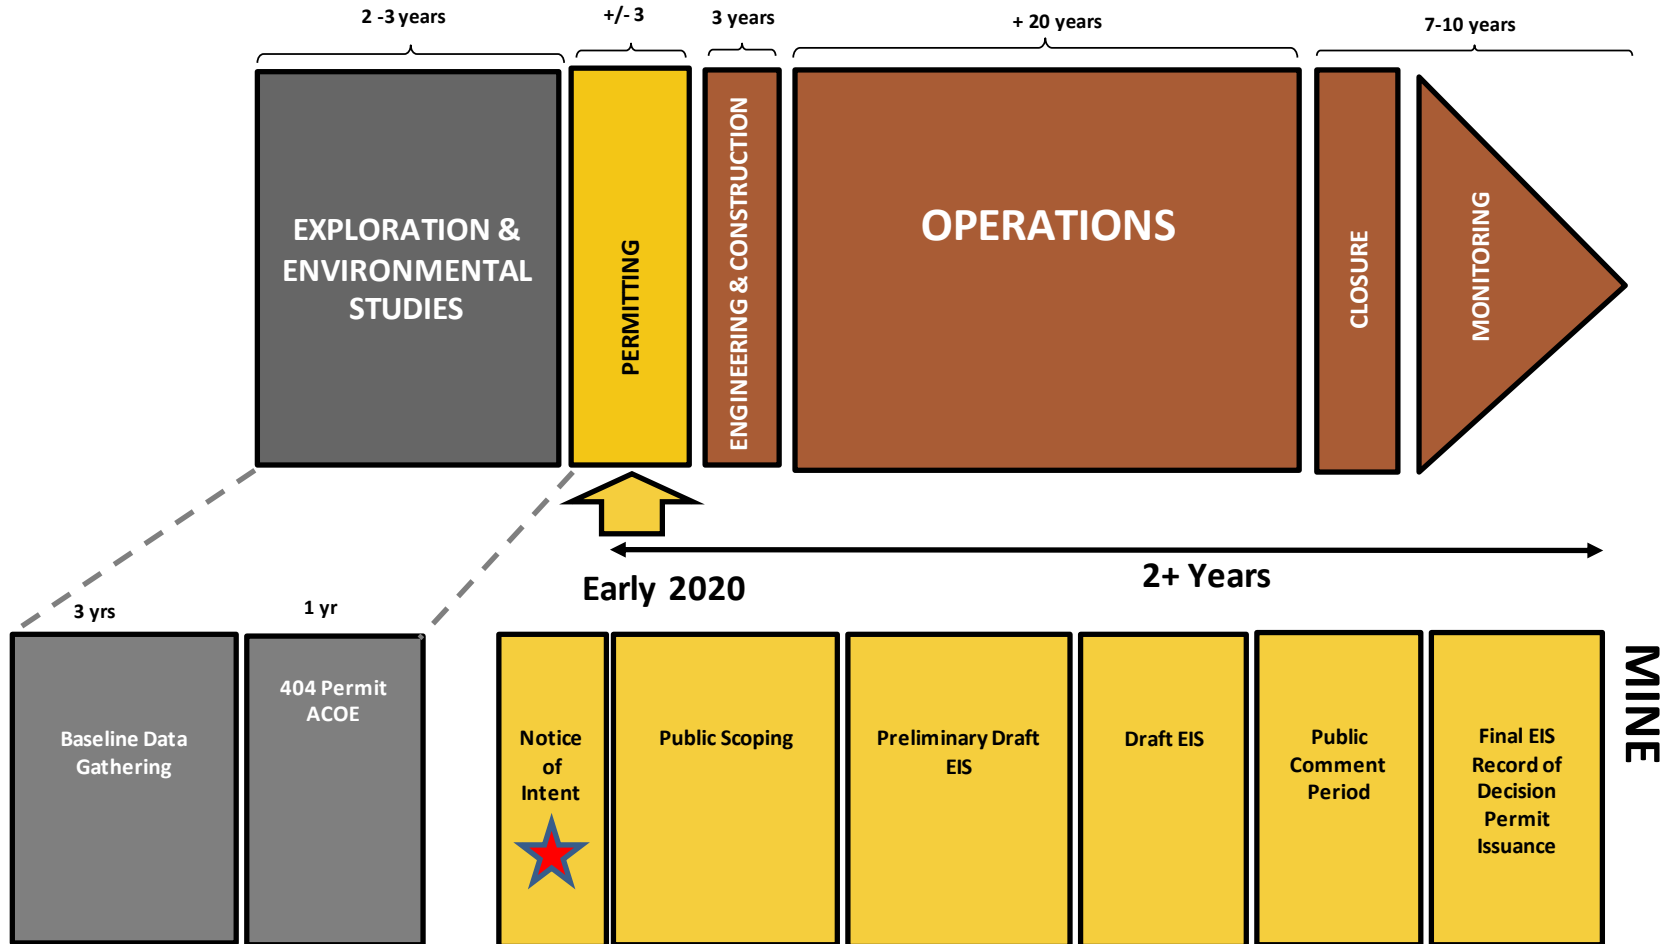 2 -3 years
+/- 3
3 years
+ 20 years
7-10 years
EXPLORATION &
ENVIRONMENTAL
STUDIES
PERMITTING
ENGINEERING & CONSTRUCTION
OPERATIONS
CLOSURE
MONITORING
Early 2020
2+ Years
3 yrs
1 yr
Baseline Data
Gathering
404 Permit
ACOE
Notice
of
Intent
Public Scoping
Preliminary Draft
EIS
Draft EIS
Public
Comment
Period
Final EIS
Record of
Decision
Permit
Issuance
MINE